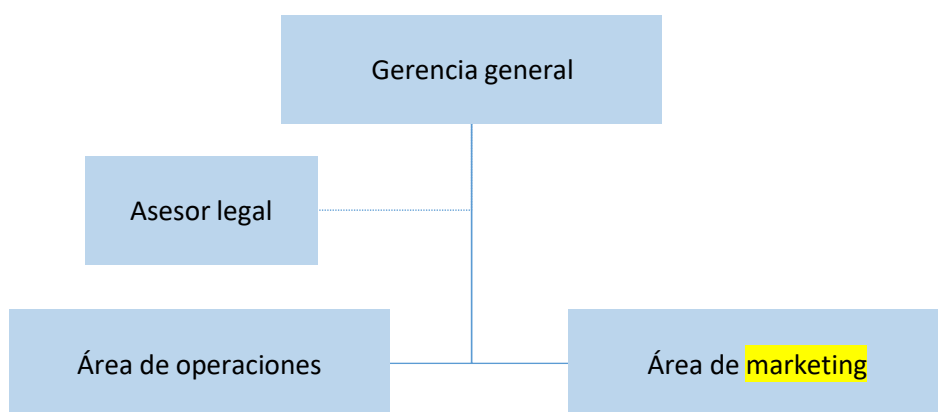 Gerencia general
Asesor legal
Área de operaciones
Área de marketing